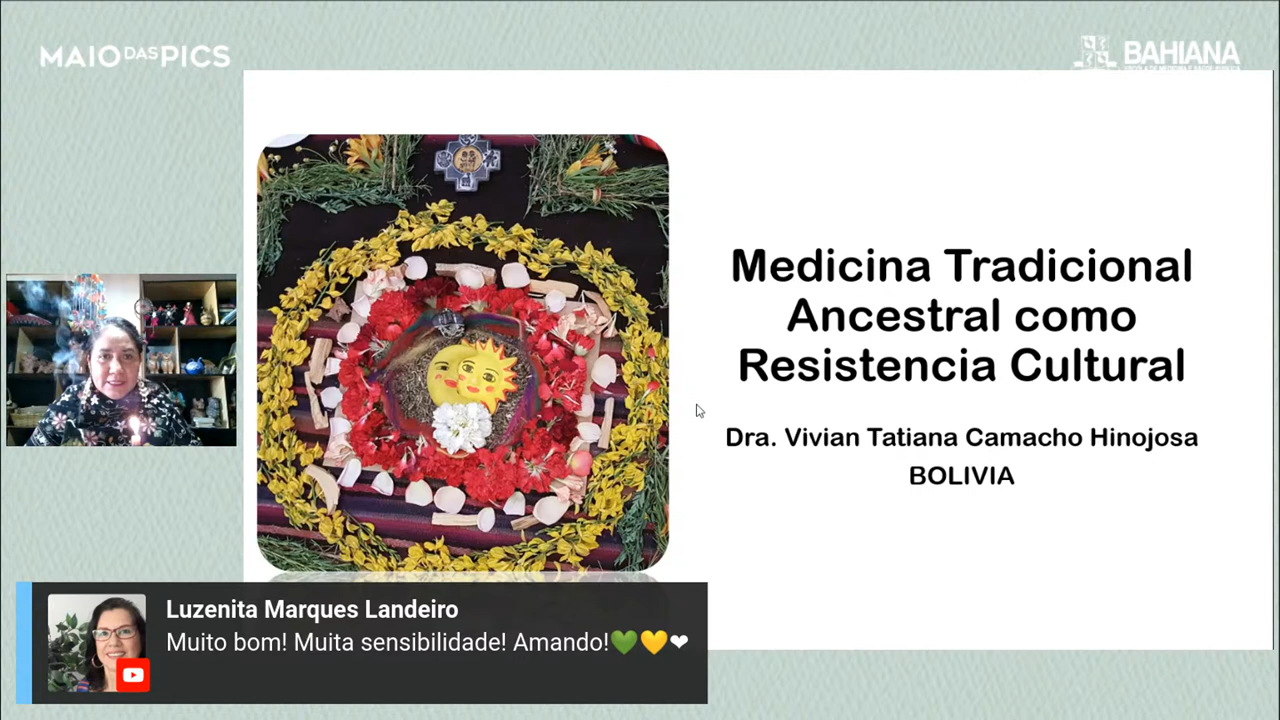 MAIO DAS PICS
BAHIANA
Medicina Tradicional
Ancestral como
Resistencia Cultural
Dra. Vivian Tatiana Camacho Hinojosa
BOLIVIA
Luzenita Marques Landeiro
Muito bom! Muita sensibilidade! Amando!💚💛❤